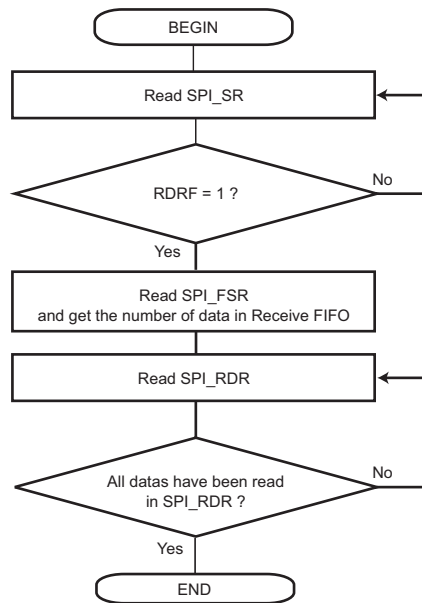 BEGIN
Read SPI_SR
RDRF = 1 ?
No
Yes
Read SPI_FSR
and get the number of data in Receive FIFO
Read SPI_RDR
All datas have been read
in SPI_RDR ?
No
Yes
END